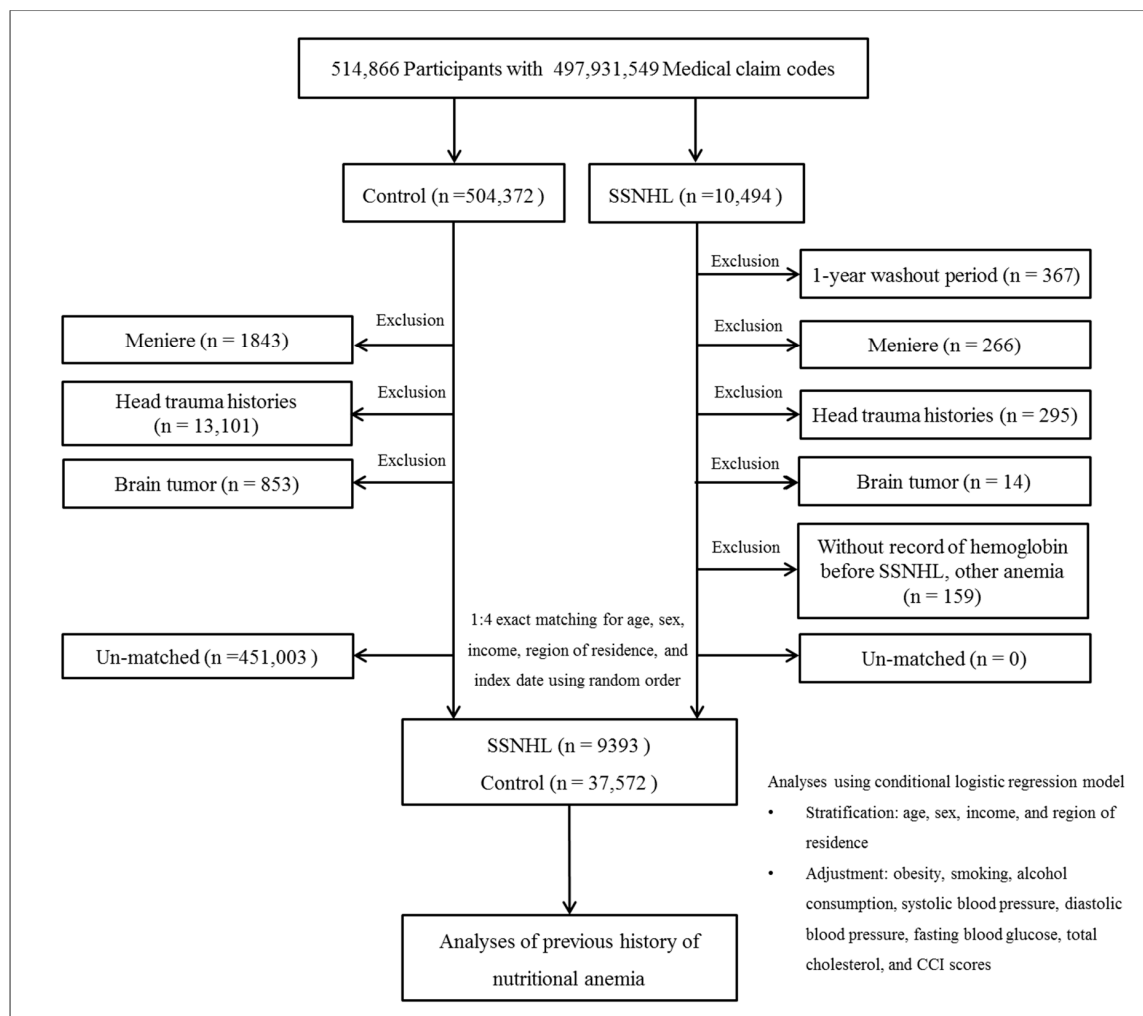 514,866 Participants with 497,931,549 Medical claim codes
Control (n =504,372 )
SSNHL (n =10,494 )
Exclusion
1-year washout period (n = 367)
Exclusion
Meniere (n = 1843)
Exclusion
Meniere (n = 266)
Exclusion
Head trauma histories
(n = 13,101)
Exclusion
Head trauma histories (n = 295)
Exclusion
Brain tumor (n = 853)
Exclusion
Brain tumor (n = 14)
Exclusion
Without record of hemoglobin
before SSNHL, other anemia
(n = 159)
1:4 exact matching for age, sex,
income, region of residence, and
index date using random order
Un-matched (n =451,003 )
Un-matched (n = 0)
SSNHL (n = 9393)
Control (n = 37,572 )
Analyses using conditional logistic regression model
• Stratification: age, sex, income, and region of
residence
• Adjustment: obesity, smoking, alcohol
consumption, systolic blood pressure, diastolic
blood pressure, fasting blood glucose, total
cholesterol, and CCI scores
Analyses of previous history of
nutritional anemia